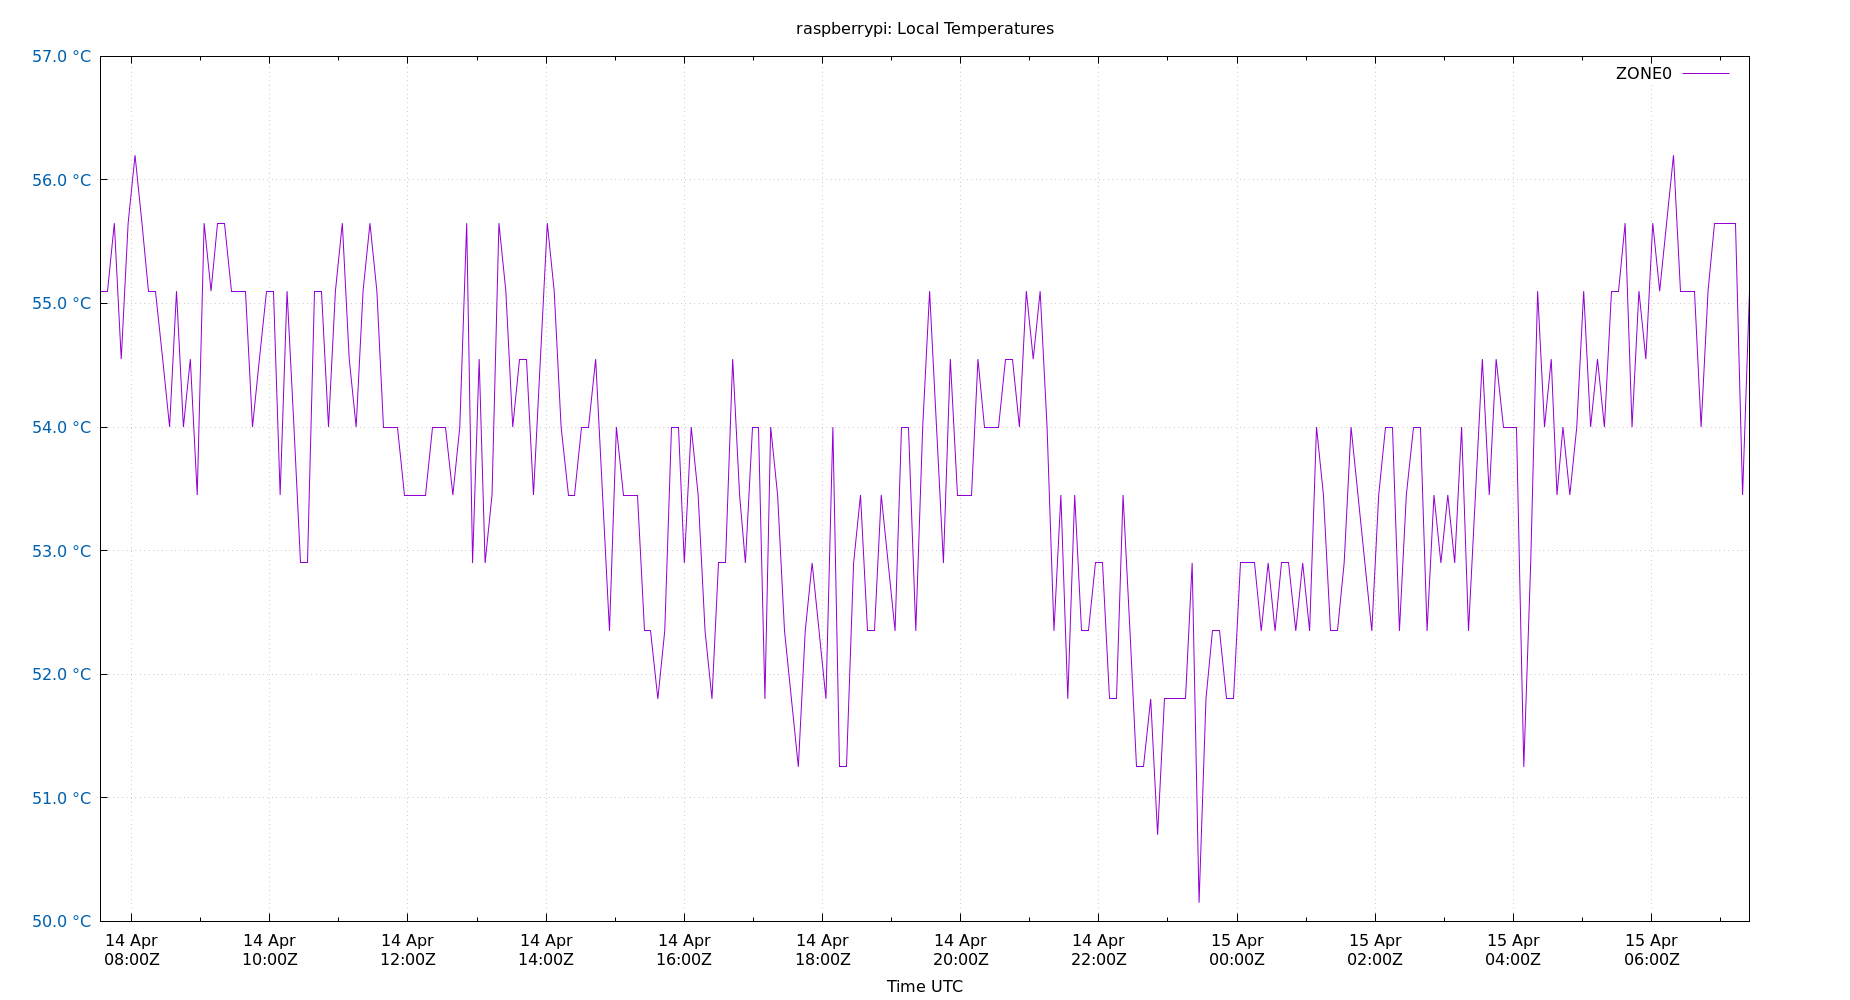 raspberrypi: Local Temperatures
57.0 °C
ZONE0
56.0 °C
55.0 °C
54.0 °C
53.0 °C
52.0 °C
51.0 °C
50.0 °C
14 Apr 14 Apr 14 Apr 14 Apr 14 Apr 14 Apr 14 Apr 14 Apr 15 Apr 15 Apr 15 Apr 15 Apr
08:00Z 10:00Z 12:00Z 14:00Z 16:00Z 18:00Z 20:00Z 22:00Z 00:00Z 02:00Z 04:00Z 06:00Z
Time UTC